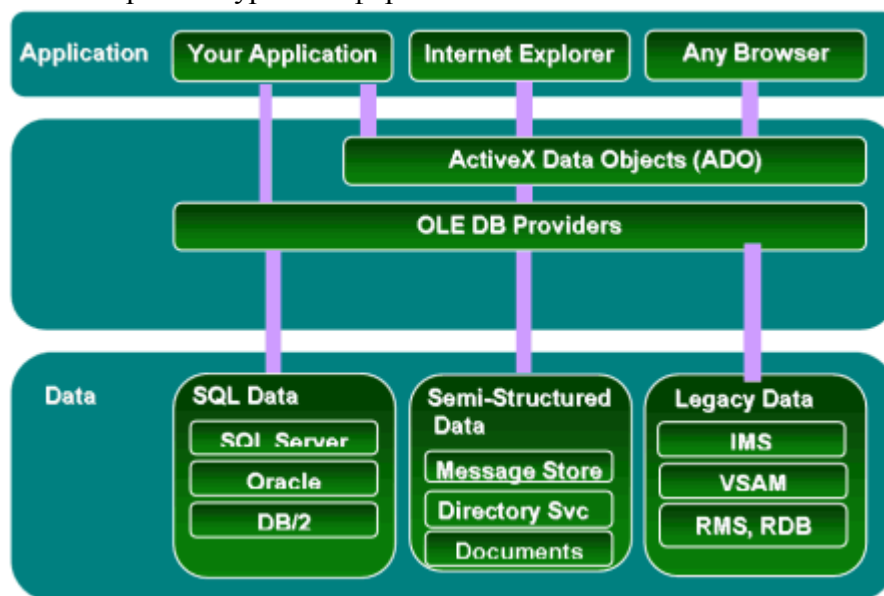 Application
Your Application
Internet Explorer
Any Browser
ActiveX Data Objects (ADO)
OLE DB Providers
Data
SQL Data
SQL Server
Oracle
DB/2
Semi-Structured
Data
Message Store
Directory Svc
Documents
Legacy Data
IMS
VSAM
RMS, RDB